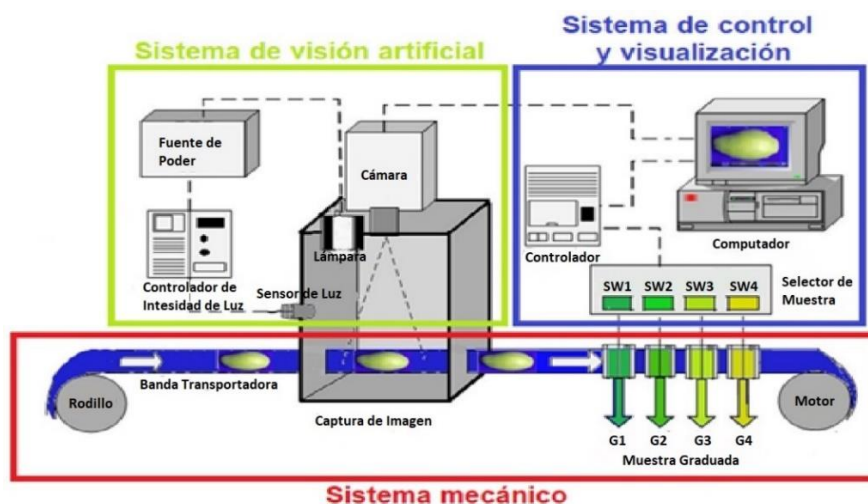 Sistema de visión artificial
Sistema de control
y visualización
Fuente de
Poder
Cámara
Lámpara
Controlador de
Intesidad de Luz
Sensor de Luz
Controlador
Computador
SW1 SW2 SW3 SW4
Selector de
Muestra
Banda Transportadora
Rodillo
Captura de Imagen
Motor
G1 G2 G3 G4
Muestra Graduada
Sistema mecánico